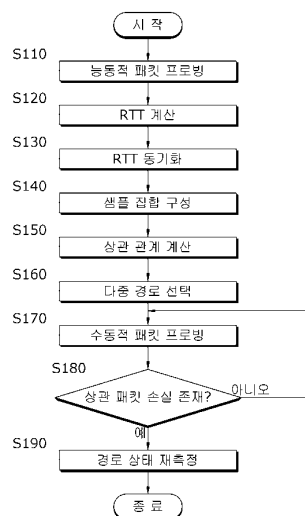 시 작
S110
능동적 패킷 프로빙
S120
RTT 계산
S130
RTT 동기화
S140
샘플 집합 구성
S150
상관 관계 계산
S160
다중 경로 선택
S170
수동적 패킷 프로빙
S180
상관 패킷 손실 존재?
아니오
예
S190
경로 상태 재측정
종 료